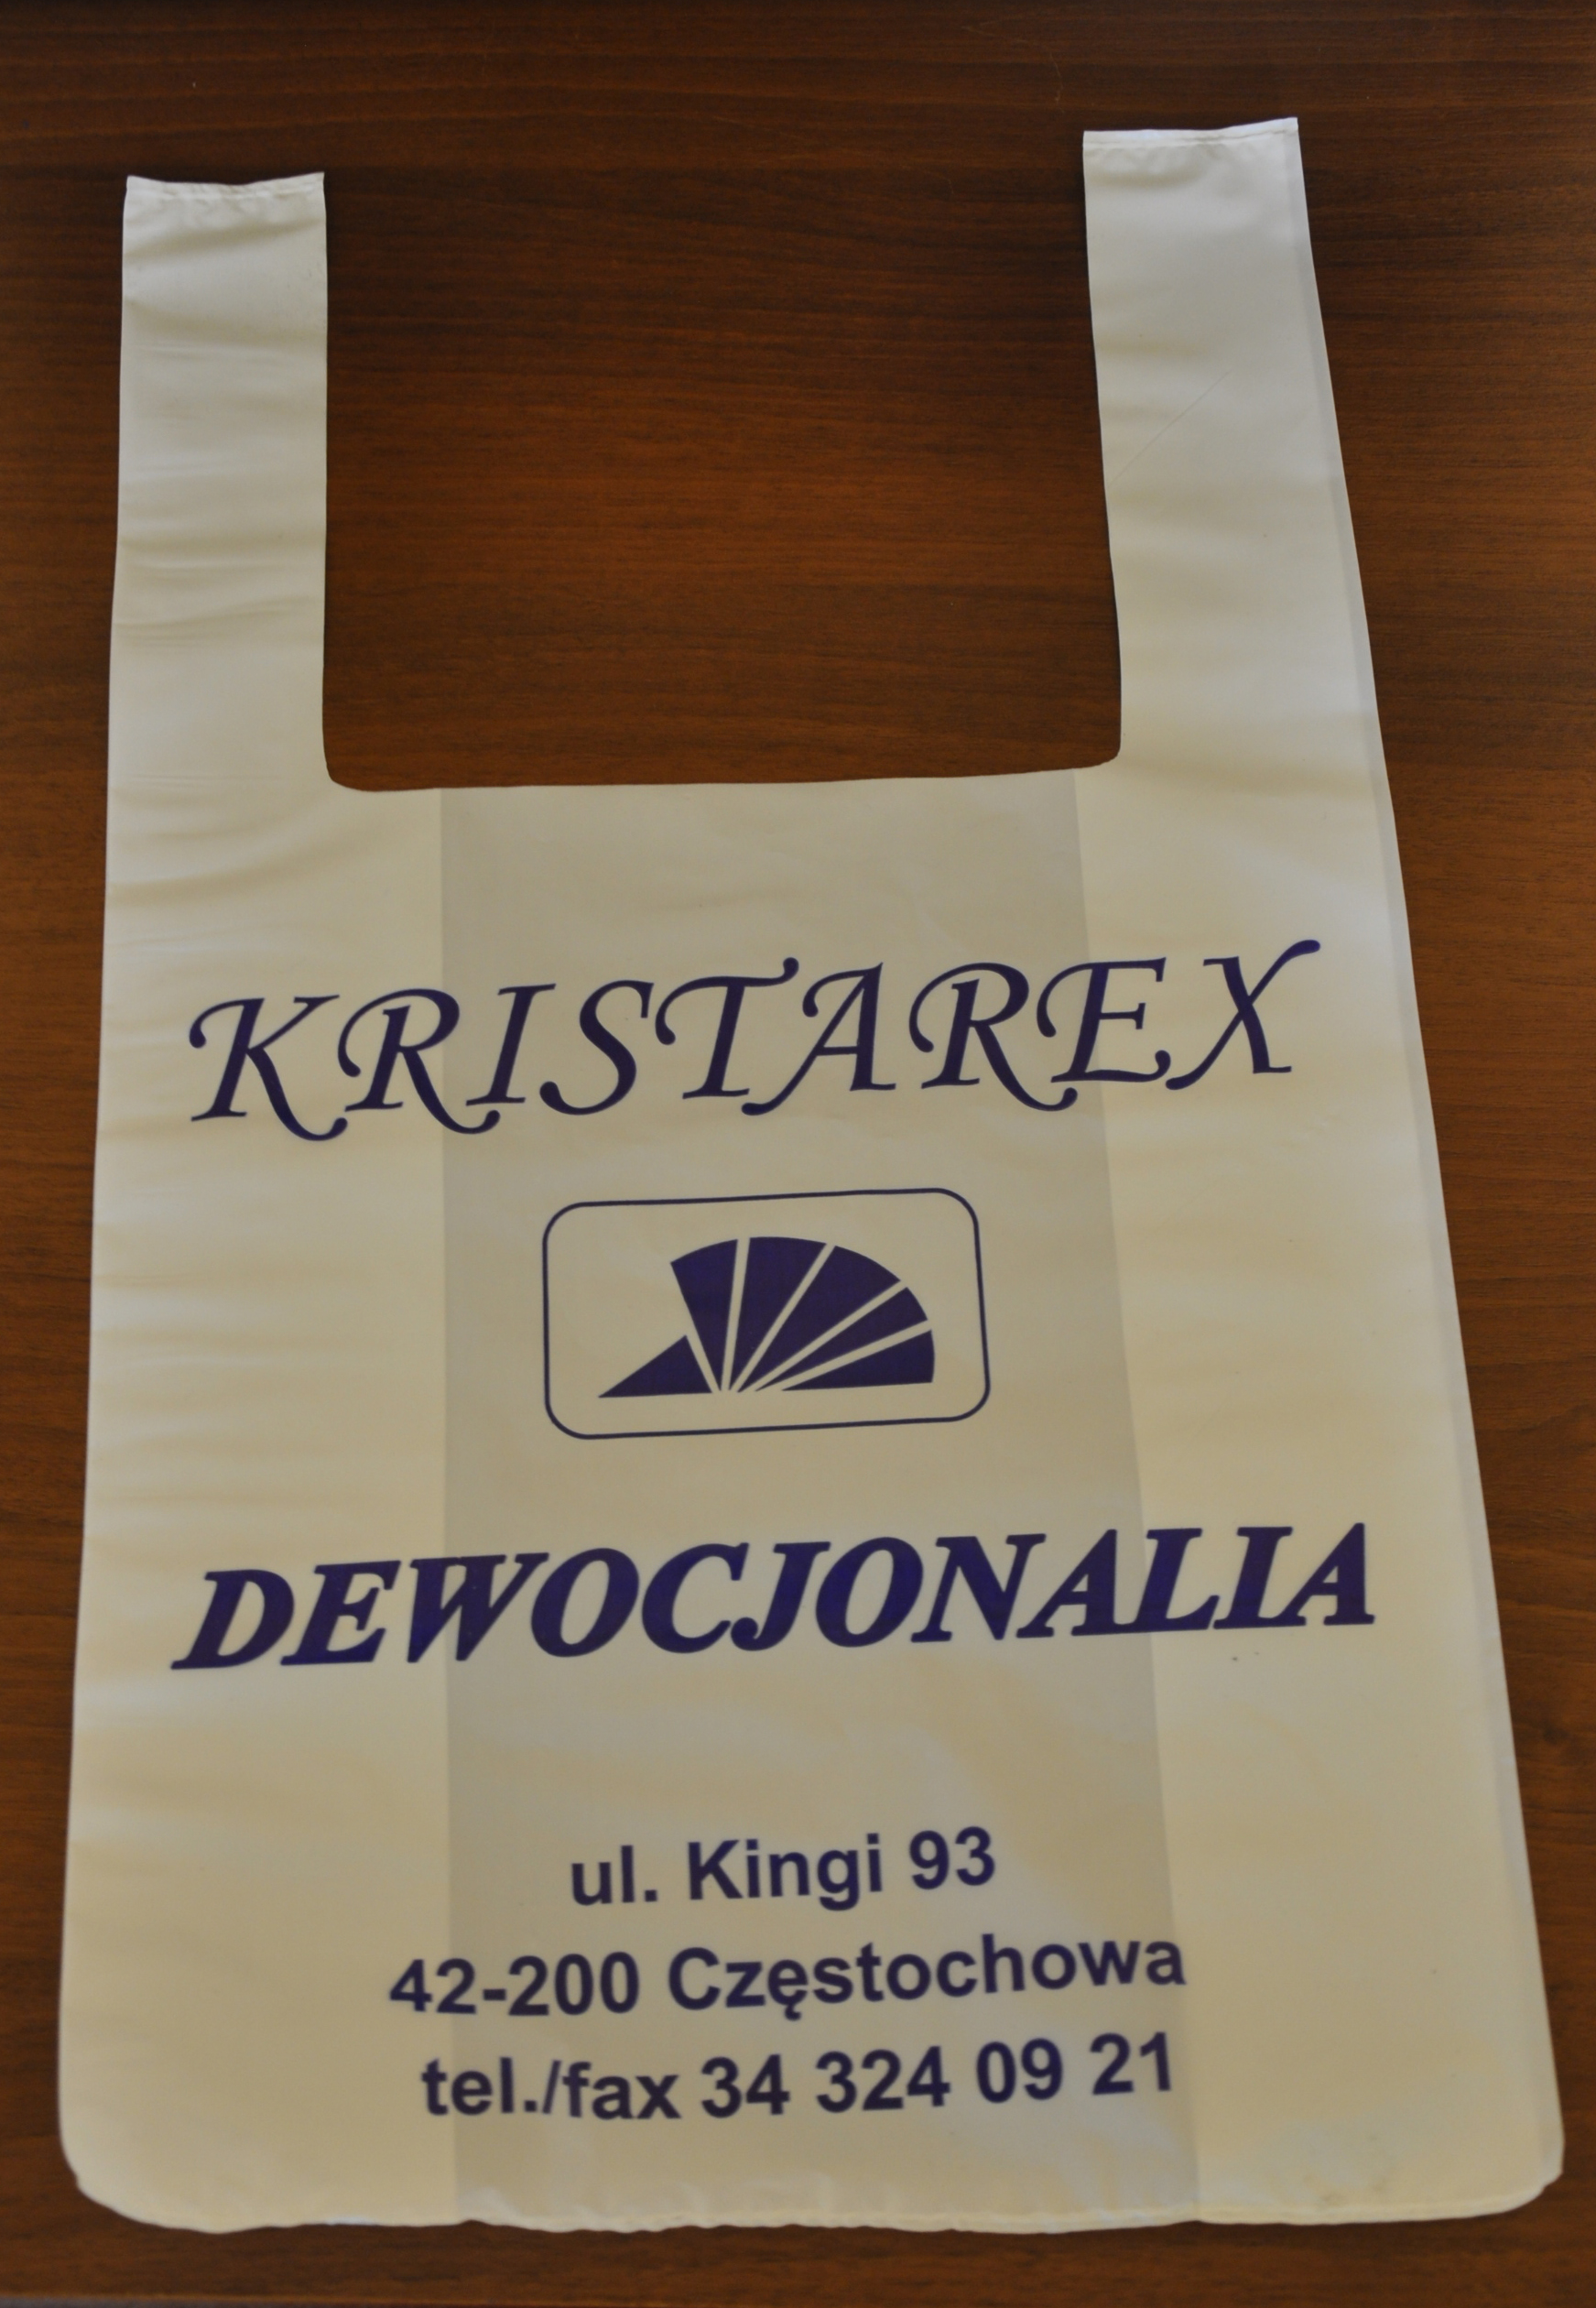 KRISTAREX
DEWOCJONALIA
ul. Kingi 93
42-200 Częstochowa
tel./fax 34 324 09 21